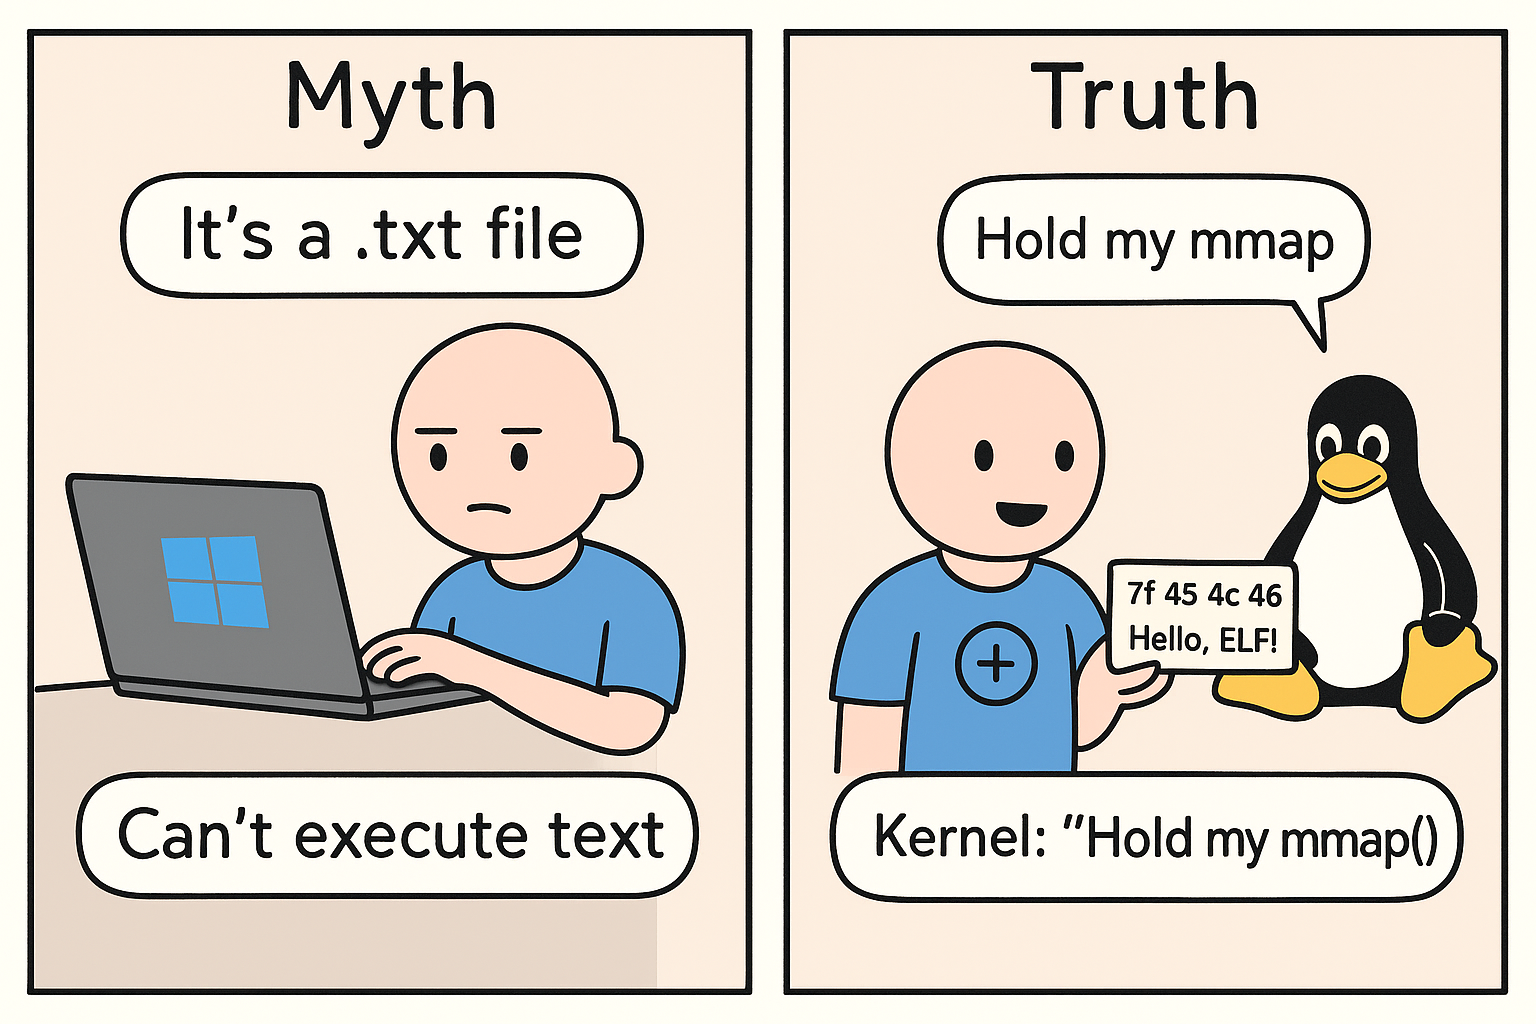 Myth
It's a .txt file
Can't execute text
Truth
Hold my mmap
7f 45 4c 46
Hello, ELF!
Kernel: "Hold my mmap()